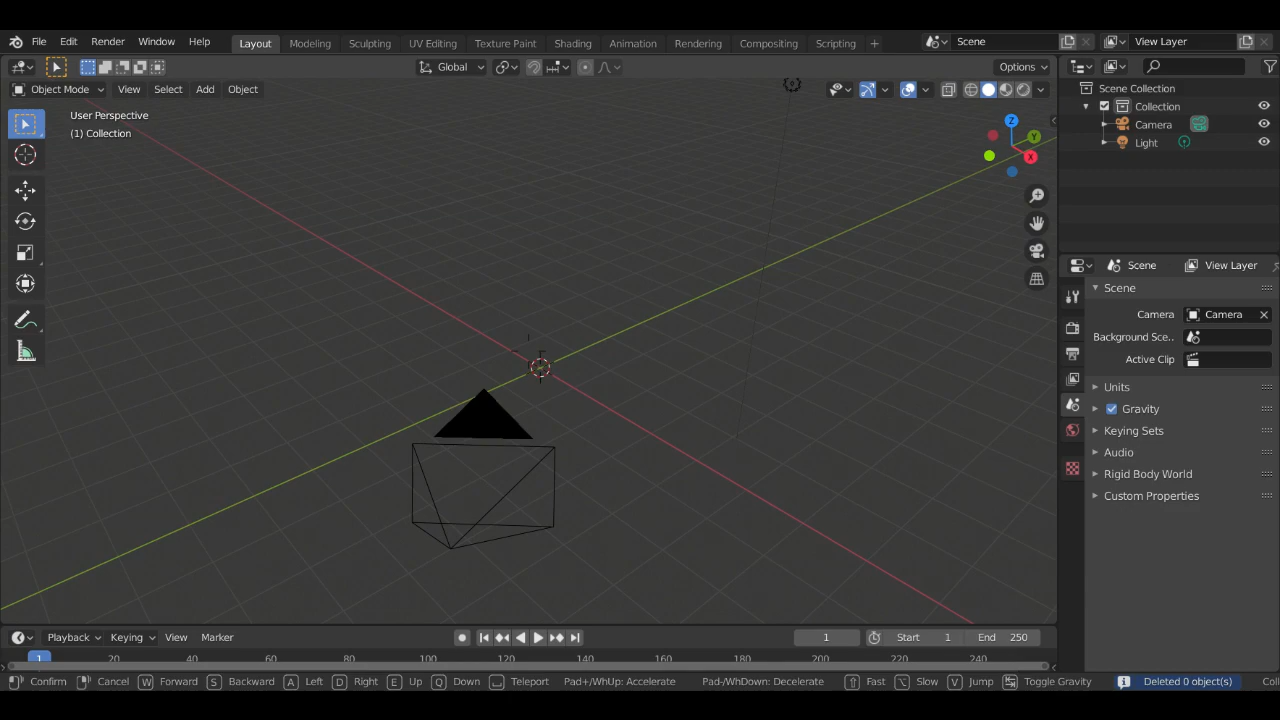 File Edit Render Window Help Layout Modeling Sculpting UV Editing Texture Paint Shading Animation Rendering Compositing Scripting + Scene View Layer
Global Options
Object Mode View Select Add Object
User Perspective
(1) Collection
Z
Y
X
Scene Collection
Collection
Camera
Light
Scene View Layer
Scene
Camera Camera
Background Sce..
Active Clip
Units
Gravity
Keying Sets
Audio
Rigid Body World
Custom Properties
Playback Keying View Marker 1 Start 1 End 250
1 20 40 60 80 100 120 140 160 180 200 220 240
Confirm Cancel W Forward S Backward A Left D Right E Up Q Down Teleport Pad+/WhUp: Accelerate Pad-/WhDown: Decelerate Fast Slow V Jump Toggle Gravity Deleted 0 object(s) Coll